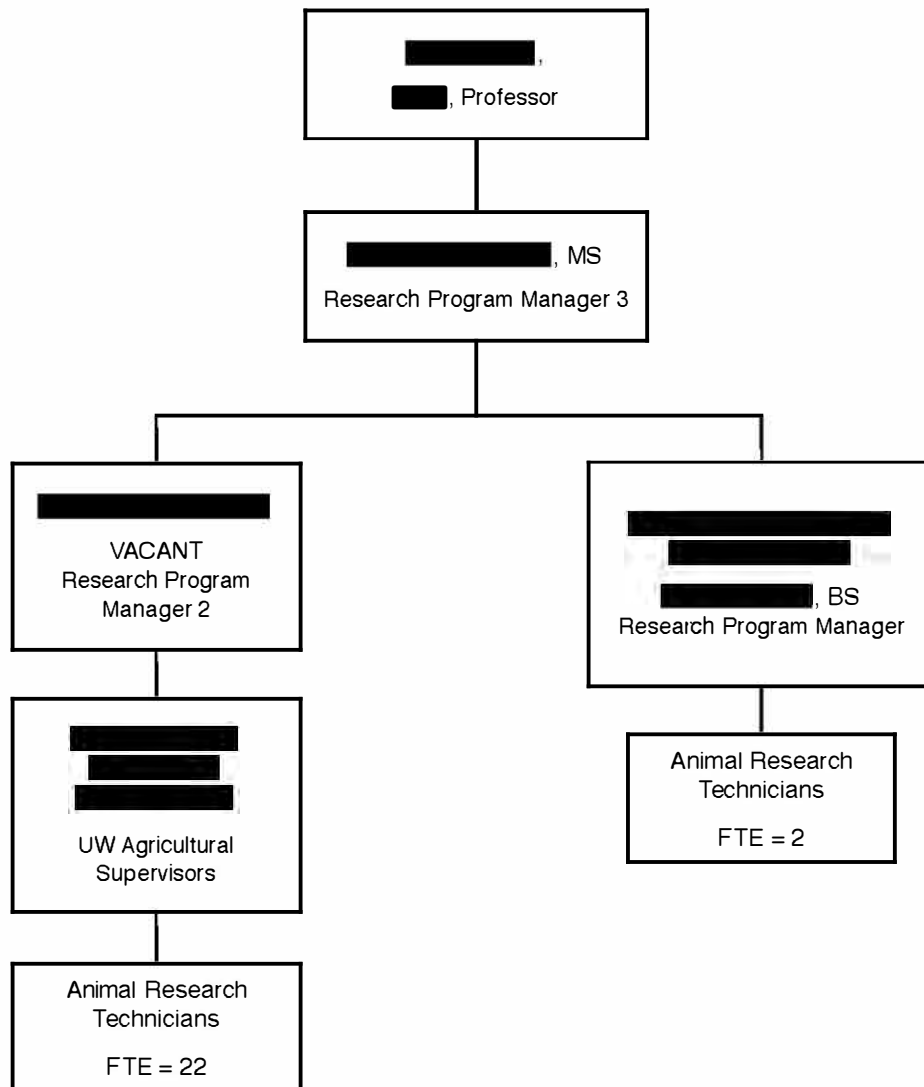 ,
, Professor
, MS
Research Program Manager 3
VACANT
Research Program
Manager 2
, BS
Research Program Manager
UW Agricultural
Supervisors
Animal Research
Technicians
FTE = 2
Animal Research
Technicians
FTE = 22